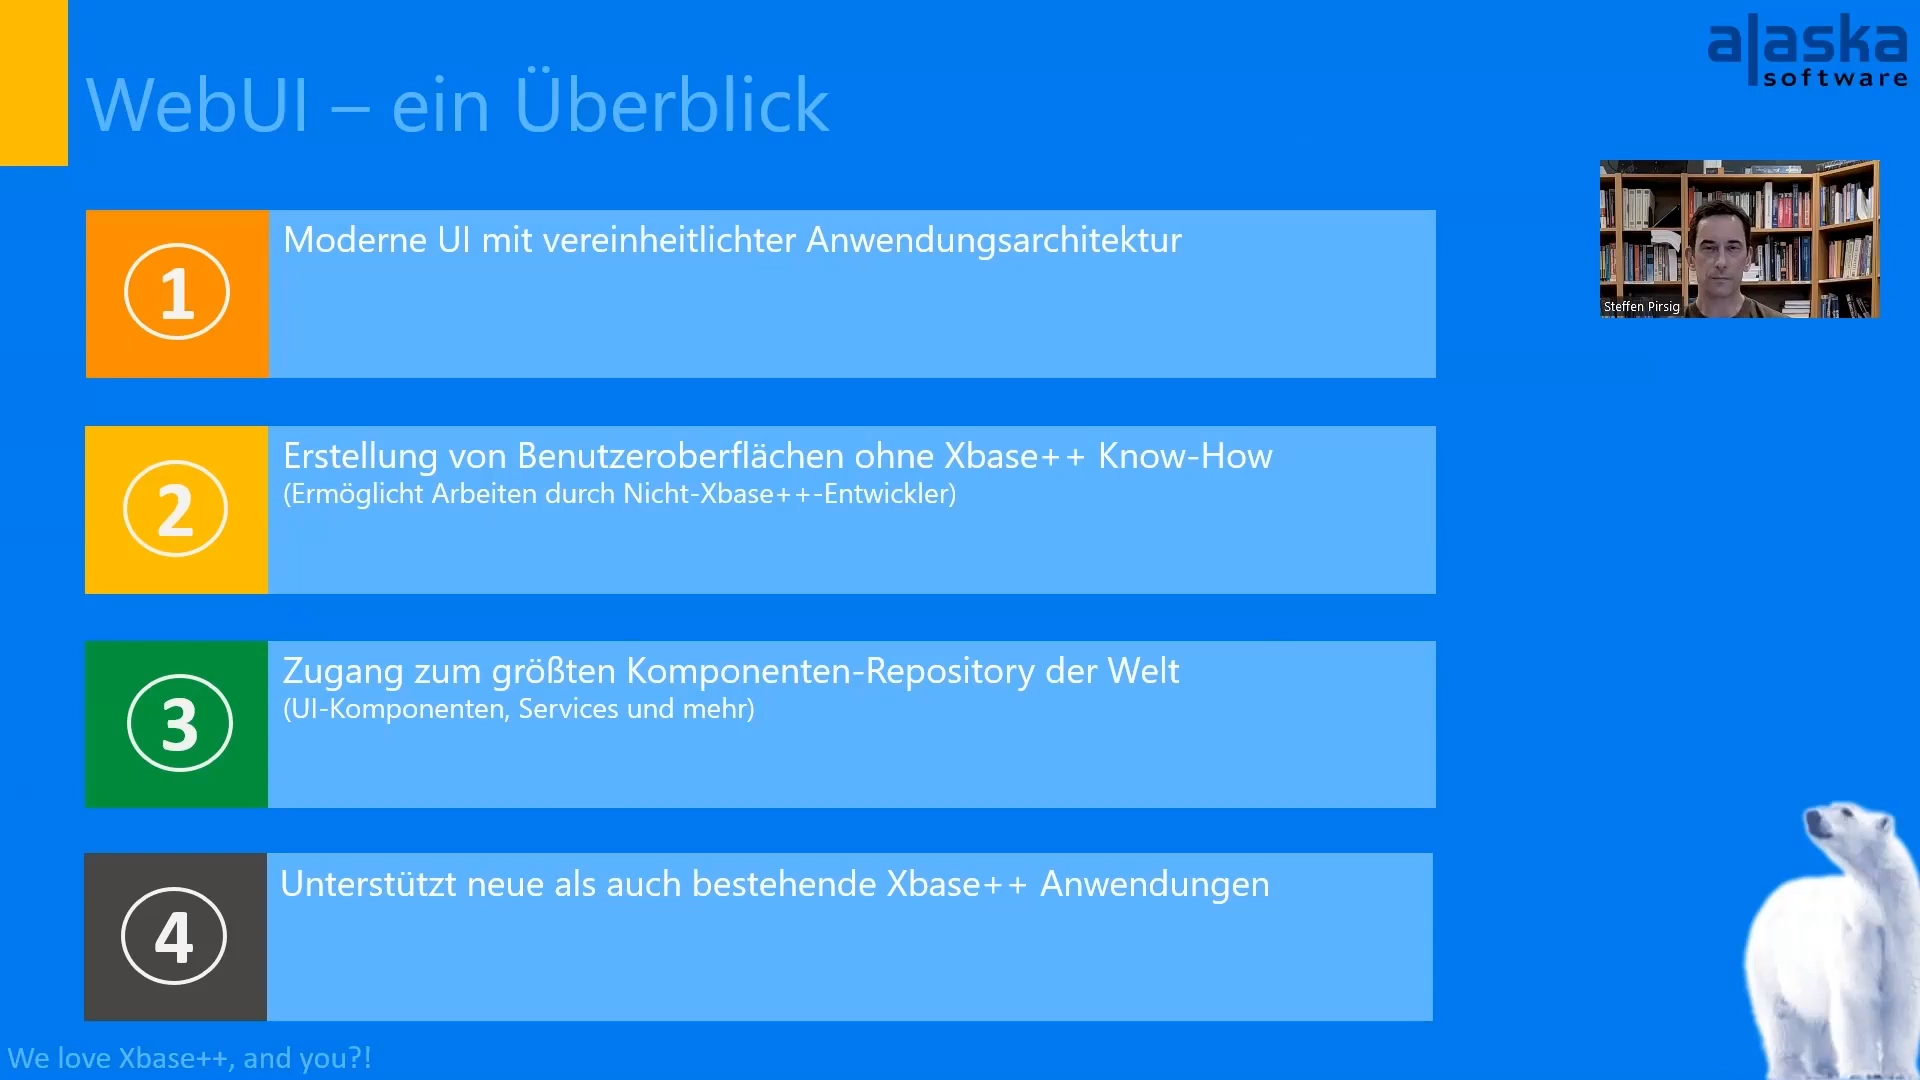 alaska
software
WebUI – ein Überblick
Steffen Pirsig
1
Moderne UI mit vereinheitlichter Anwendungsarchitektur
2
Erstellung von Benutzeroberflächen ohne Xbase++ Know-How
(Ermöglicht Arbeiten durch Nicht-Xbase++-Entwickler)
3
Zugang zum größten Komponenten-Repository der Welt
(UI-Komponenten, Services und mehr)
4
Unterstützt neue als auch bestehende Xbase++ Anwendungen
We love Xbase++, and you?!